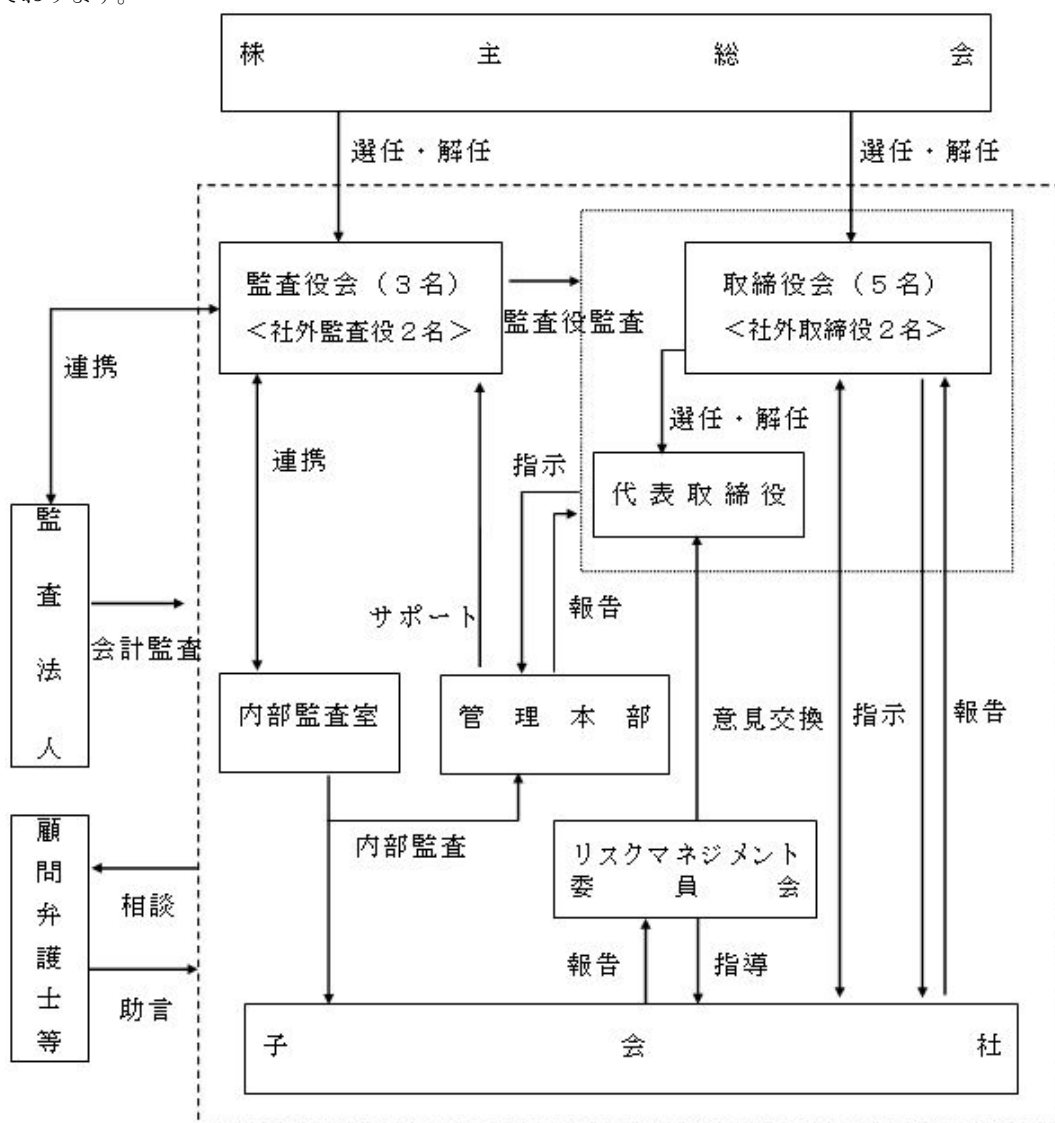 ております。
株主総会
選任・解任
選任・解任
監査役会(3名)
<社外監査役2名>
監査役監査
取締役会(5名)
<社外取締役2名>
連携
選任・解任
連携
指示
代表取締役
監査法人
会計監査
サポート
報告
内部監査室
管理本部
意見交換
指示
報告
内部監査
リスクマネジメント
委員会
顧問弁護士等
相談
助言
報告
指導
子会社